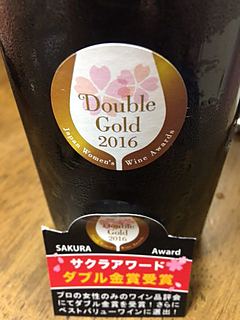 Double
Gold
2016
Japan Women's Wine Awards
Double
Gold
2016
SAKURA Award
サクラアワード
ダブル金賞受賞
プロの女性のみのワイン品評会
にてダブル金賞を受賞！さらに
ベストバリューワインに選出！